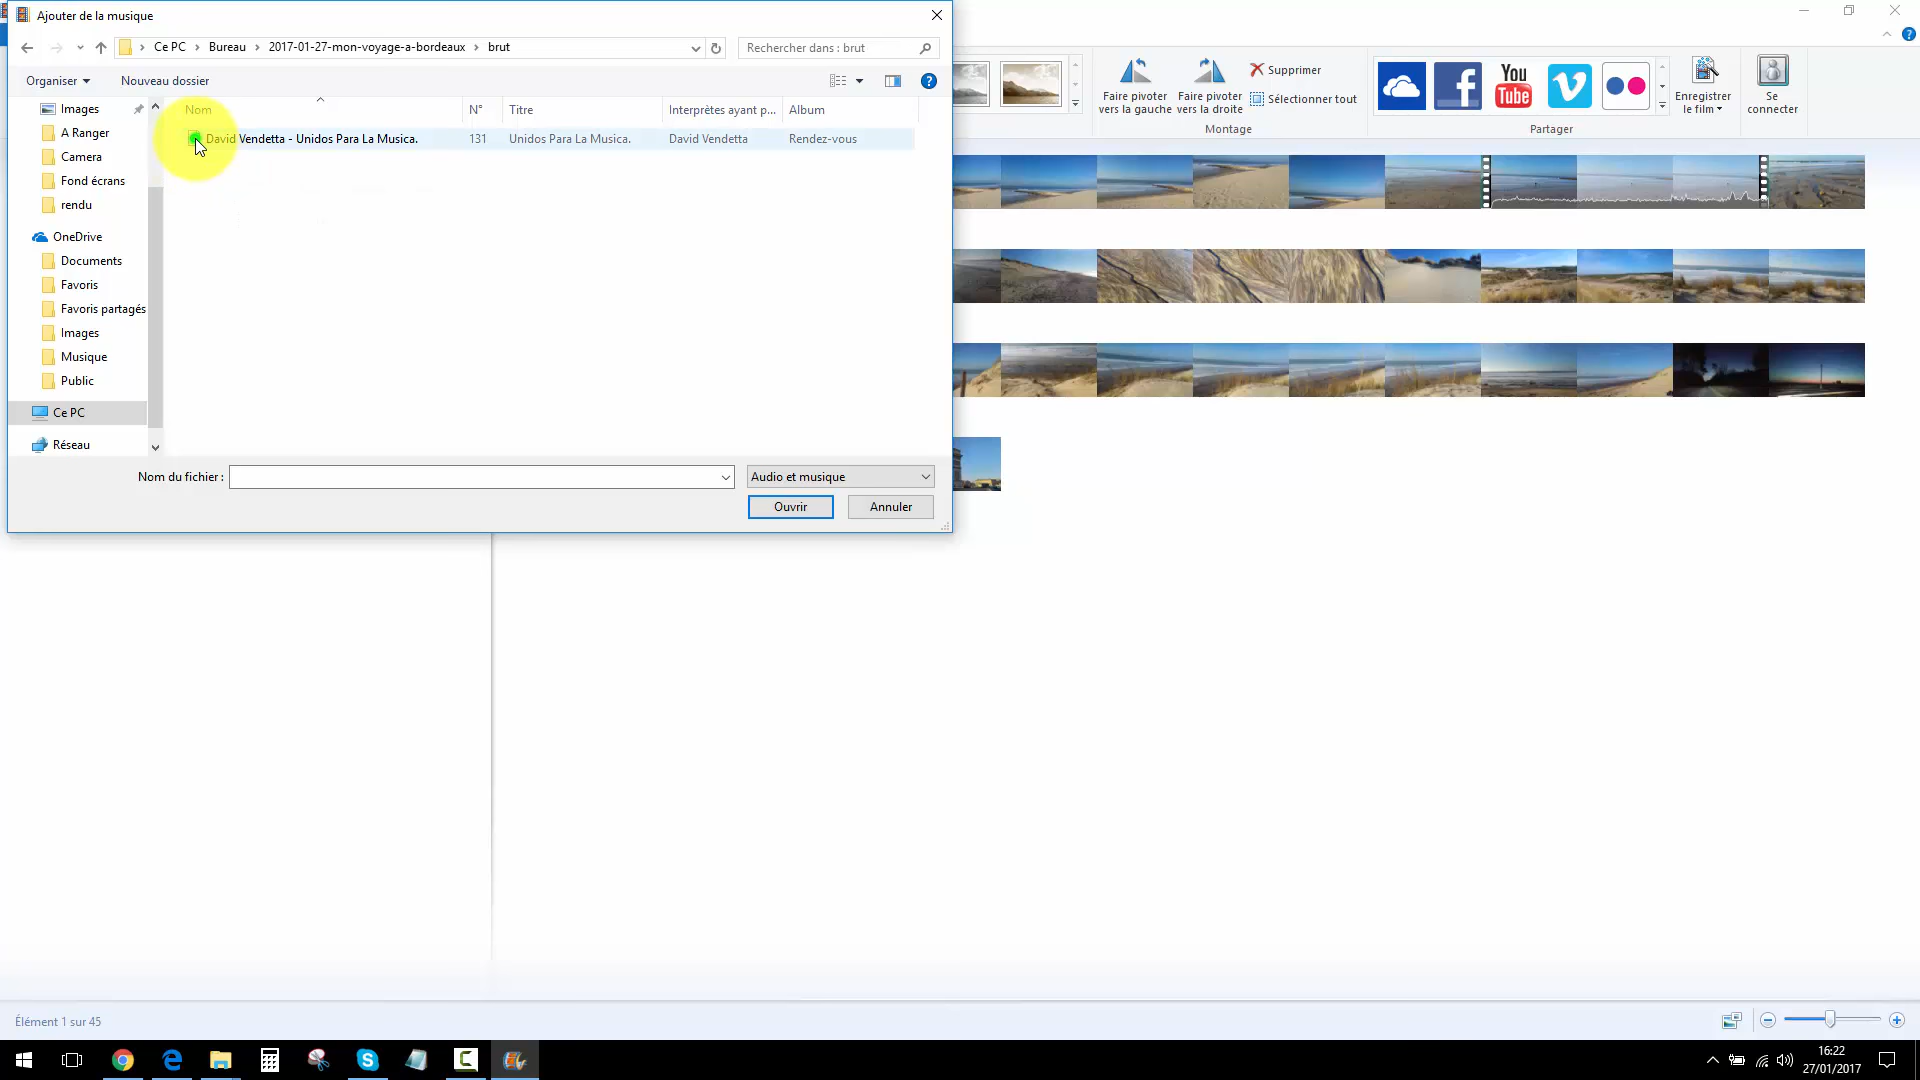 Ajouter de la musique
Ce PC > Bureau > 2017-01-27-mon-voyage-a-bordeaux > brut
Rechercher dans : brut
Organiser
Nouveau dossier
Nom
N°
Titre
Interprètes ayant p...
Album
David Vendetta - Unidos Para La Musica.
131
Unidos Para La Musica.
David Vendetta
Rendez-vous
Images
A Ranger
Camera
Fond écrans
rendu
OneDrive
Documents
Favoris
Favoris partagés
Images
Musique
Public
Ce PC
Réseau
Nom du fichier :
Audio et musique
Ouvrir
Annuler
Faire pivoter
vers la gauche
Faire pivoter
vers la droite
Supprimer
Sélectionner tout
Montage
You
Tube
Partager
Enregistrer
le film
Se
connecter
Élément 1 sur 45
16:22
27/01/2017